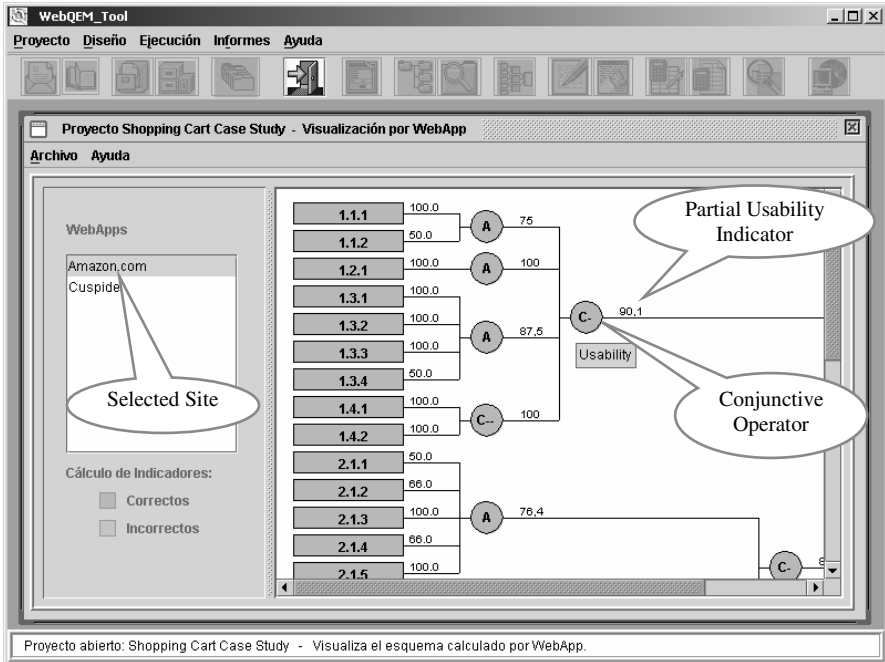 WebQEM_Tool
Proyecto Diseño Ejecución Informes Ayuda
Proyecto Shopping Cart Case Study - Visualización por WebApp
Archivo Ayuda
WebApps
Amazon.com
Cuspide
Selected Site
Cálculo de Indicadores:
Correctos
Incorrectos
1.1.1 100.0
1.1.2 50.0
A 75
1.2.1 100.0 A 100
1.3.1 100.0
1.3.2 100.0
1.3.3 100.0
1.3.4 50.0
A 87,5
1.4.1 100.0
1.4.2 100.0
C-- 100
C- 90,1
Usability
Partial Usability
Indicator
Conjunctive
Operator
2.1.1 50.0
2.1.2 66.0
2.1.3 100.0
2.1.4 66.0
2.1.5 100.0
A 76,4
C- 8
Proyecto abierto: Shopping Cart Case Study - Visualiza el esquema calculado por WebApp.